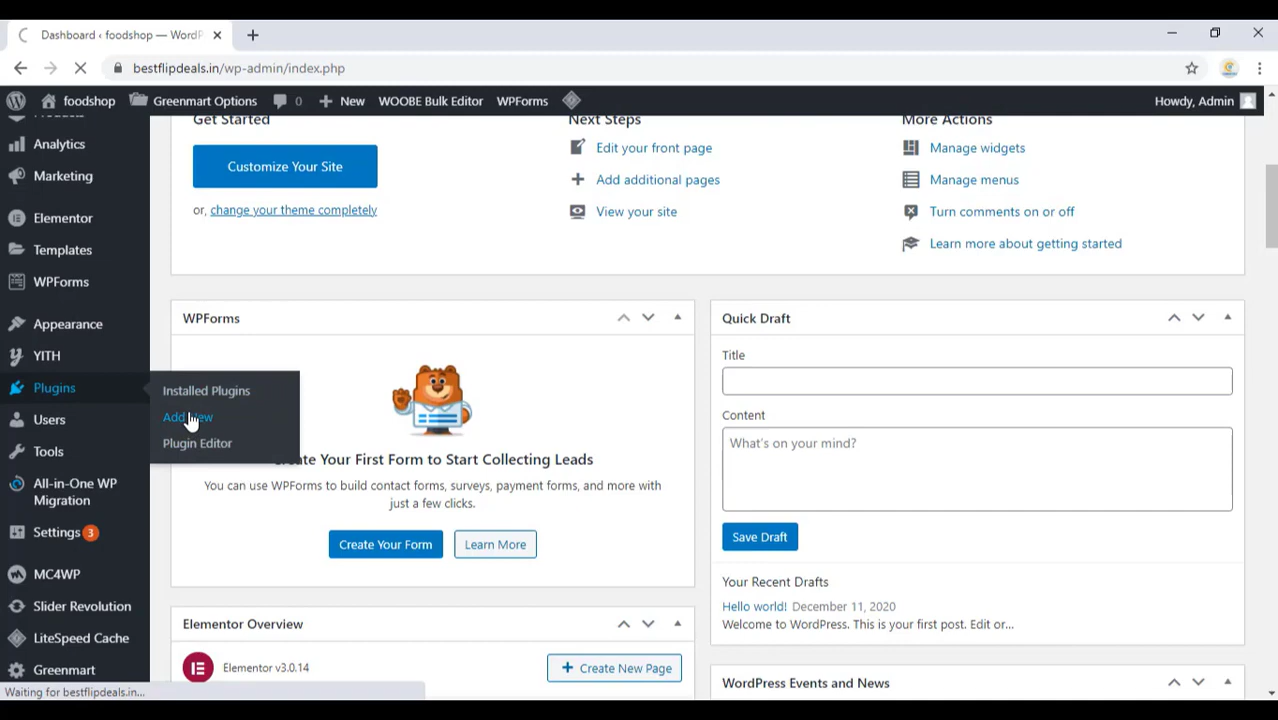 Dashboard ‹ foodshop — WordP
bestflipdeals.in/wp-admin/index.php
foodshop Greenmart Options 0 New WOOBE Bulk Editor WPForms Howdy, Admin
Products
Analytics
Marketing
Elementor
Templates
WPForms
Appearance
YITH
Plugins
Installed Plugins
Add New
Plugin Editor
Users
Tools
All-in-One WP
Migration
Settings 3
MC4WP
Slider Revolution
LiteSpeed Cache
Greenmart
Get Started
Customize Your Site
or, change your theme completely
Next Steps
Edit your front page
Add additional pages
View your site
More Actions
Manage widgets
Manage menus
Turn comments on or off
Learn more about getting started
WPForms
Create Your First Form to Start Collecting Leads
You can use WPForms to build contact forms, surveys, payment forms, and more with
just a few clicks.
Create Your Form Learn More
Elementor Overview
Elementor v3.0.14
Create New Page
Quick Draft
Title
Content
What's on your mind?
Save Draft
Your Recent Drafts
Hello world! December 11, 2020
Welcome to WordPress. This is your first post. Edit or...
WordPress Events and News
Waiting for bestflipdeals.in...